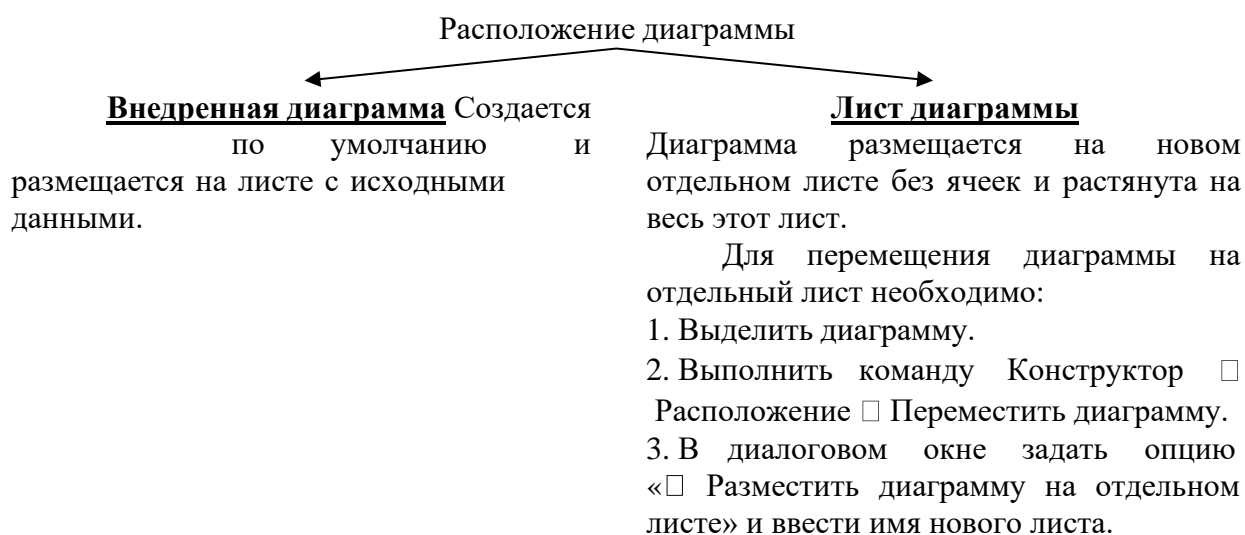 Расположение диаграммы
Внедренная диаграмма Создается
по умолчанию и
размещается на листе с исходными
данными.
Лист диаграммы
Диаграмма размещается на новом
отдельном листе без ячеек и растянута на
весь этот лист.
Для перемещения диаграммы на
отдельный лист необходимо:
1. Выделить диаграмму.
2. Выполнить команду Конструктор □
Расположение □ Переместить диаграмму.
3. В диалоговом окне задать опцию
«□ Разместить диаграмму на отдельном
листе» и ввести имя нового листа.